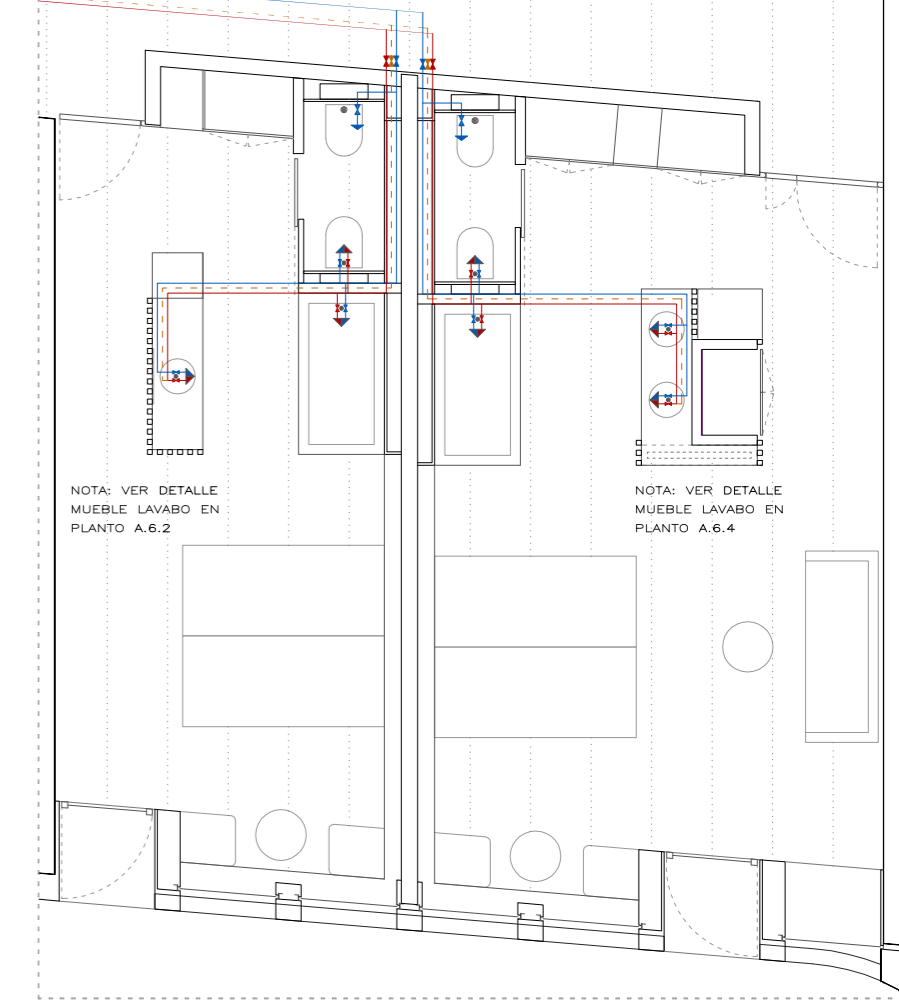 NOTA: VER DETALLE
MUEBLE LAVABO EN
PLANTO A.6.2
NOTA: VER DETALLE
MUEBLE LAVABO EN
PLANTO A.6.4